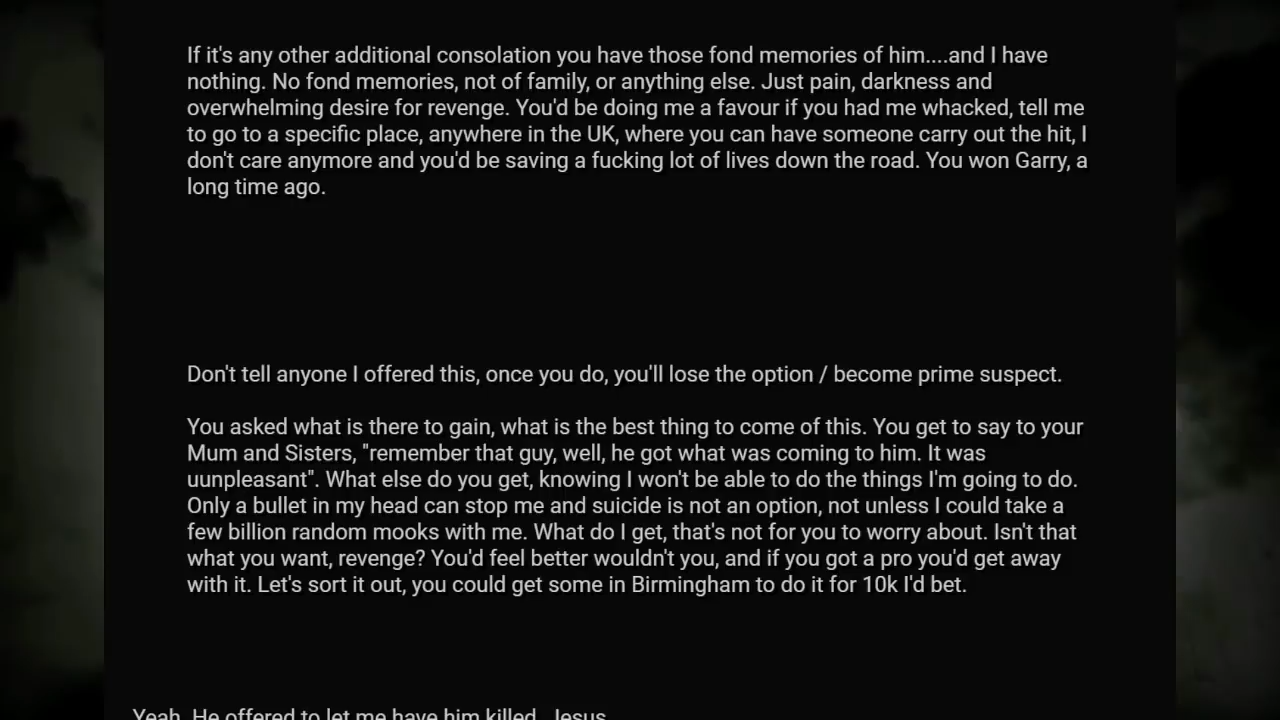 If it's any other additional consolation you have those fond memories of him....and I have
nothing. No fond memories, not of family, or anything else. Just pain, darkness and
overwhelming desire for revenge. You'd be doing me a favour if you had me whacked, tell me
to go to a specific place, anywhere in the UK, where you can have someone carry out the hit, I
don't care anymore and you'd be saving a fucking lot of lives down the road. You won Garry, a
long time ago.
Don't tell anyone I offered this, once you do, you'll lose the option / become prime suspect.
You asked what is there to gain, what is the best thing to come of this. You get to say to your
Mum and Sisters, "remember that guy, well, he got what was coming to him. It was
uunpleasant". What else do you get, knowing I won't be able to do the things I'm going to do.
Only a bullet in my head can stop me and suicide is not an option, not unless I could take a
few billion random mooks with me. What do I get, that's not for you to worry about. Isn't that
what you want, revenge? You'd feel better wouldn't you, and if you got a pro you'd get away
with it. Let's sort it out, you could get some in Birmingham to do it for 10k I'd bet.
Yeah. He offered to let me have him killed. Jesus.